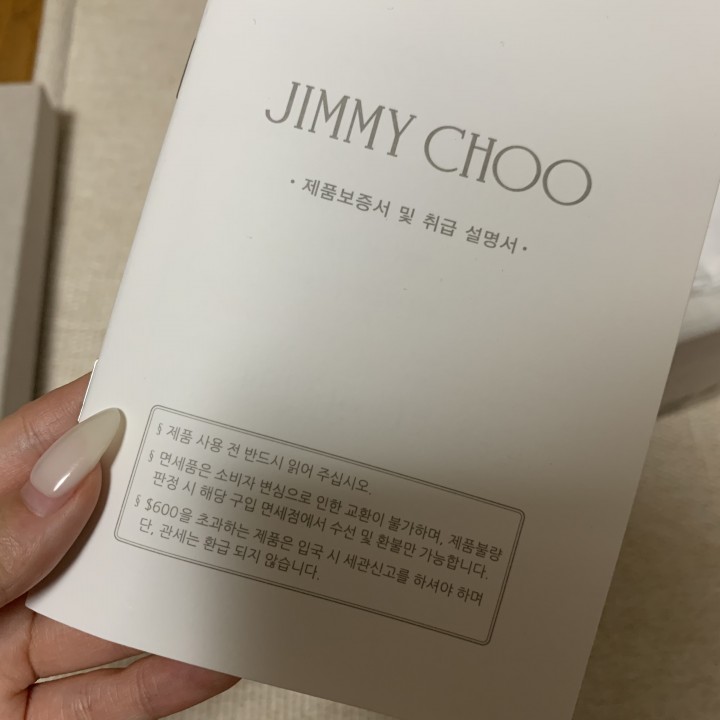 JIMMY CHOO
· 제품보증서 및 취급 설명서 ·
§ 제품 사용 전 반드시 읽어 주십시오.
§ 면세품은 소비자 변심으로 인한 교환이 불가하며, 제품불량
판정 시 해당 구입 면세점에서 수선 및 환불만 가능합니다.
§ $600을 초과하는 제품은 입국 시 세관신고를 하셔야 하며
단, 관세는 환급 되지 않습니다.